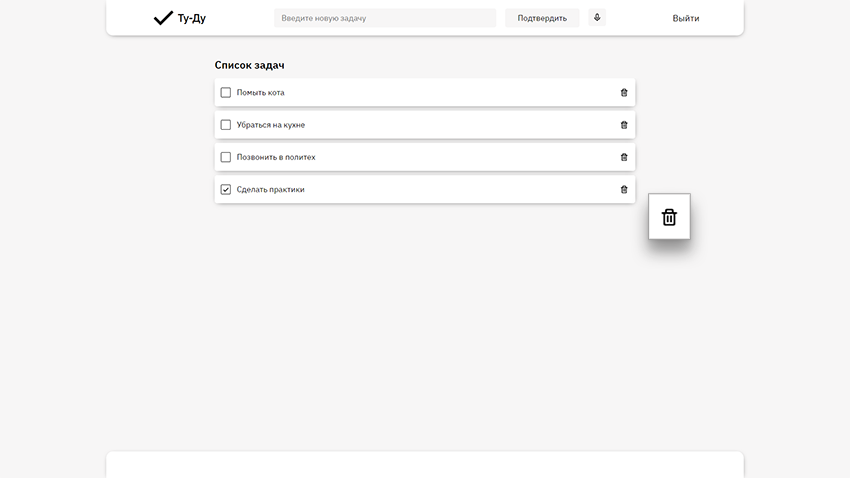 Ту-Ду
Введите новую задачу
Подтвердить
Выйти
Список задач
Помыть кота
Убраться на кухне
Позвонить в политех
Сделать практики